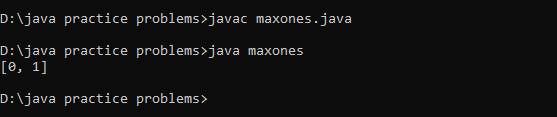 D:\java practice problems>javac maxones.java
D:\java practice problems>java maxones
[0, 1]
D:\java practice problems>